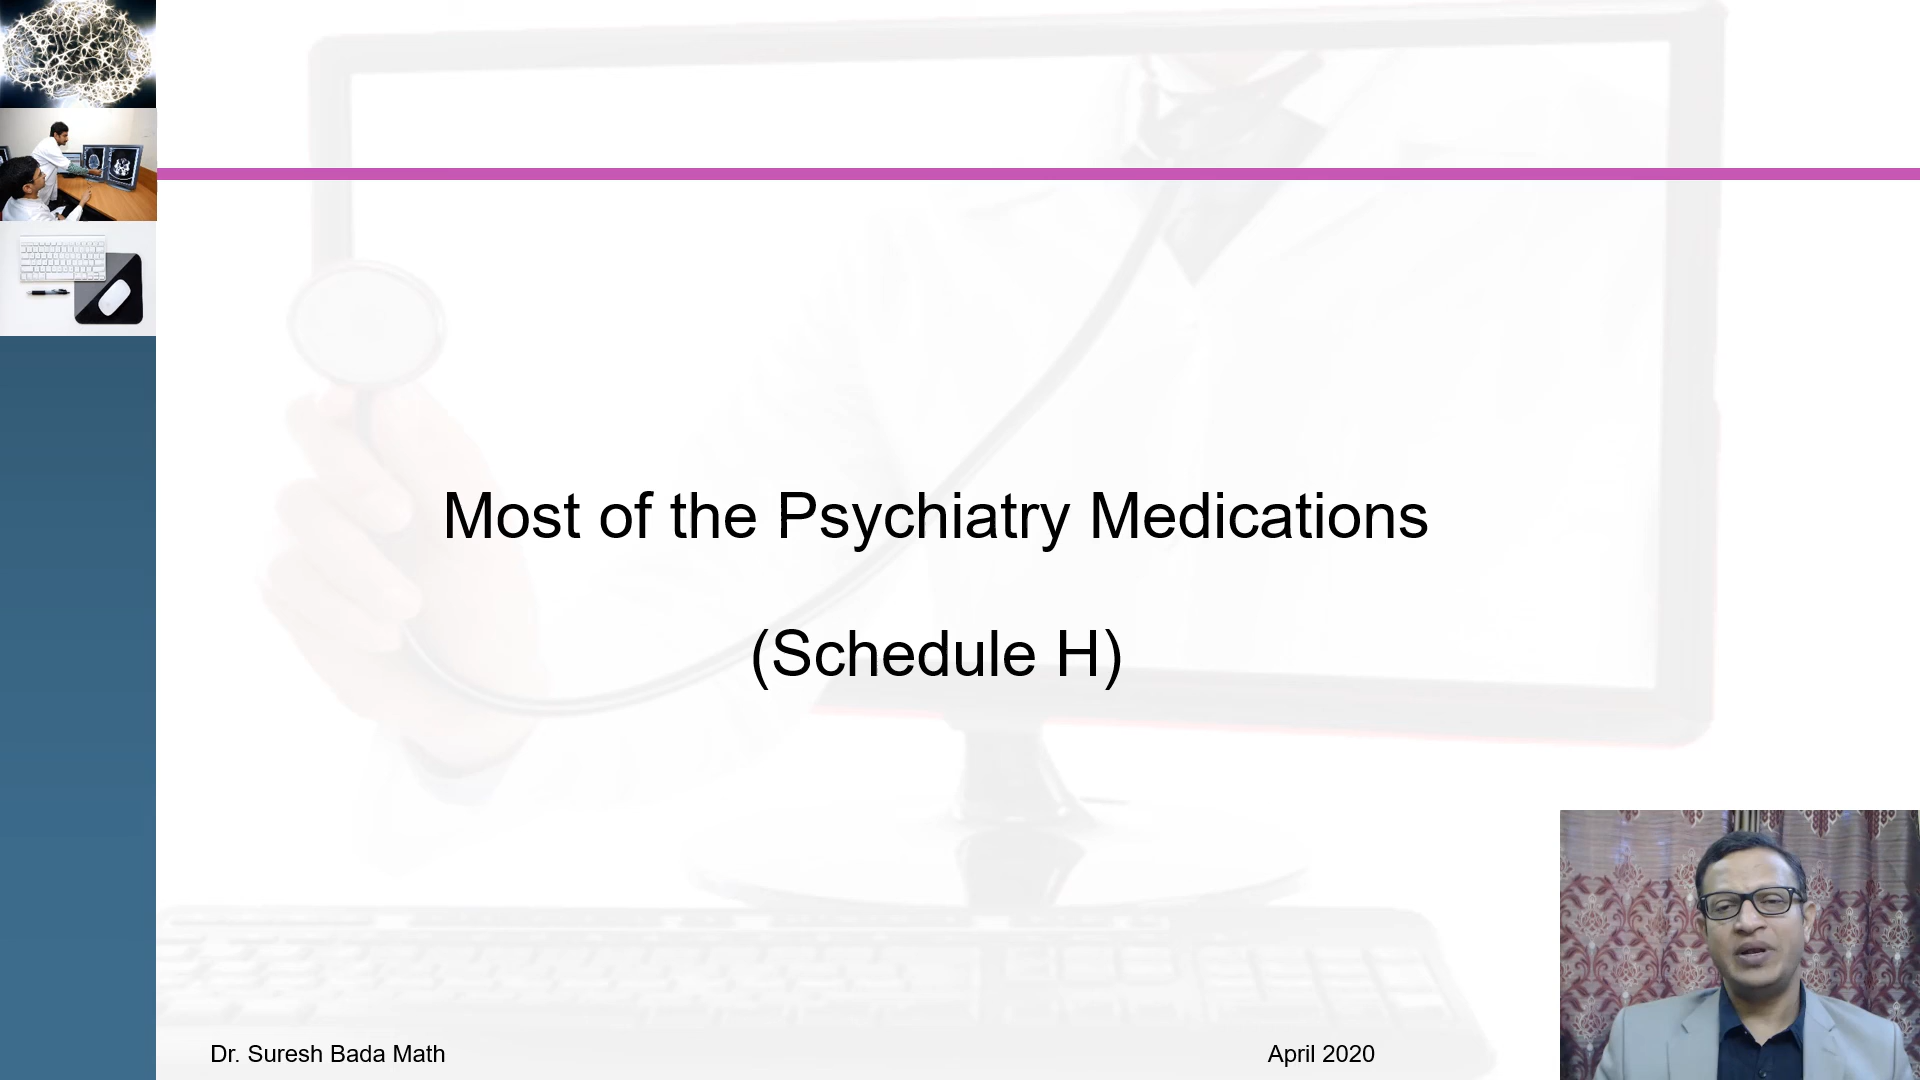 Most of the Psychiatry Medications
(Schedule H)
Dr. Suresh Bada Math
April 2020